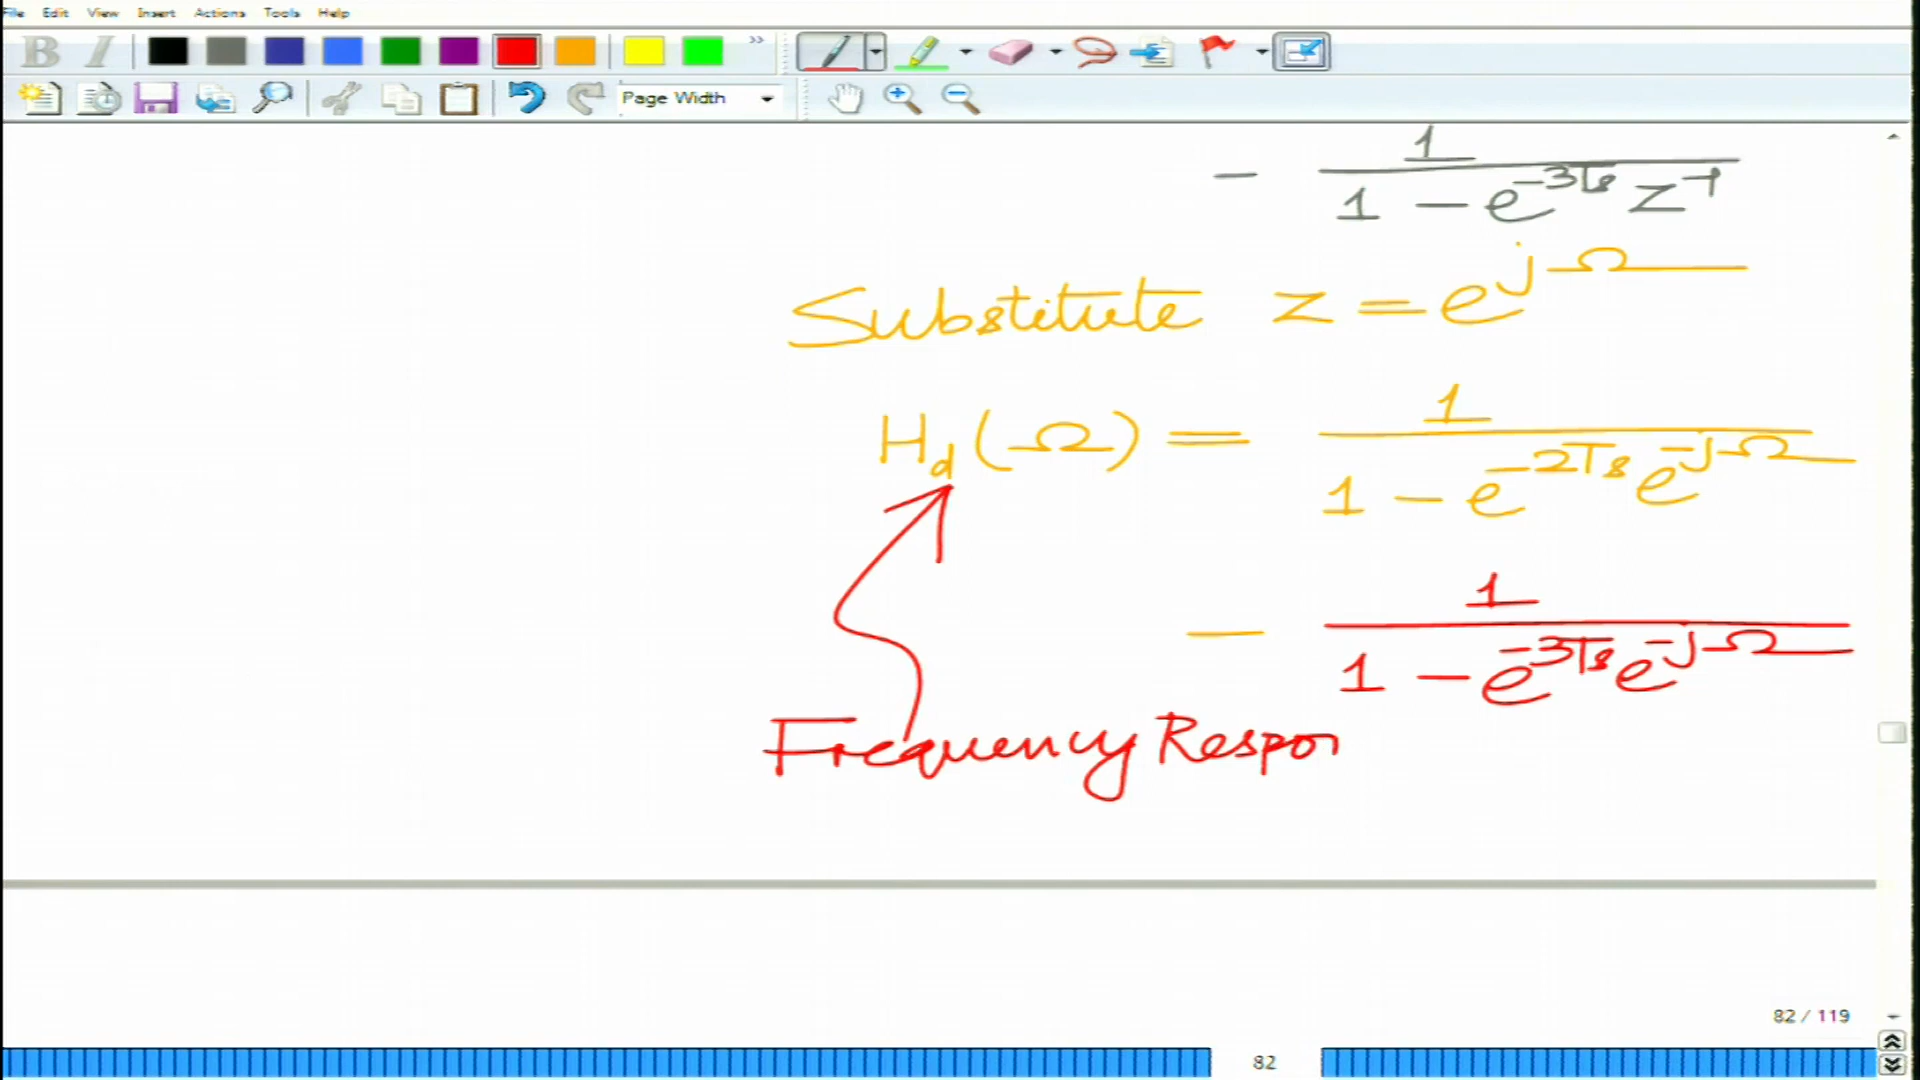 File Edit View Insert Actions Tools Help
B I
Page Width
- 1 / (1 - e^{-3Ts} z^{-1})
Substitute z = e^{jΩ}
H_d(Ω) = 1 / (1 - e^{-2Ts} e^{-jΩ})
- 1 / (1 - e^{-3Ts} e^{-jΩ})
Frequency Respon
82 / 119
82